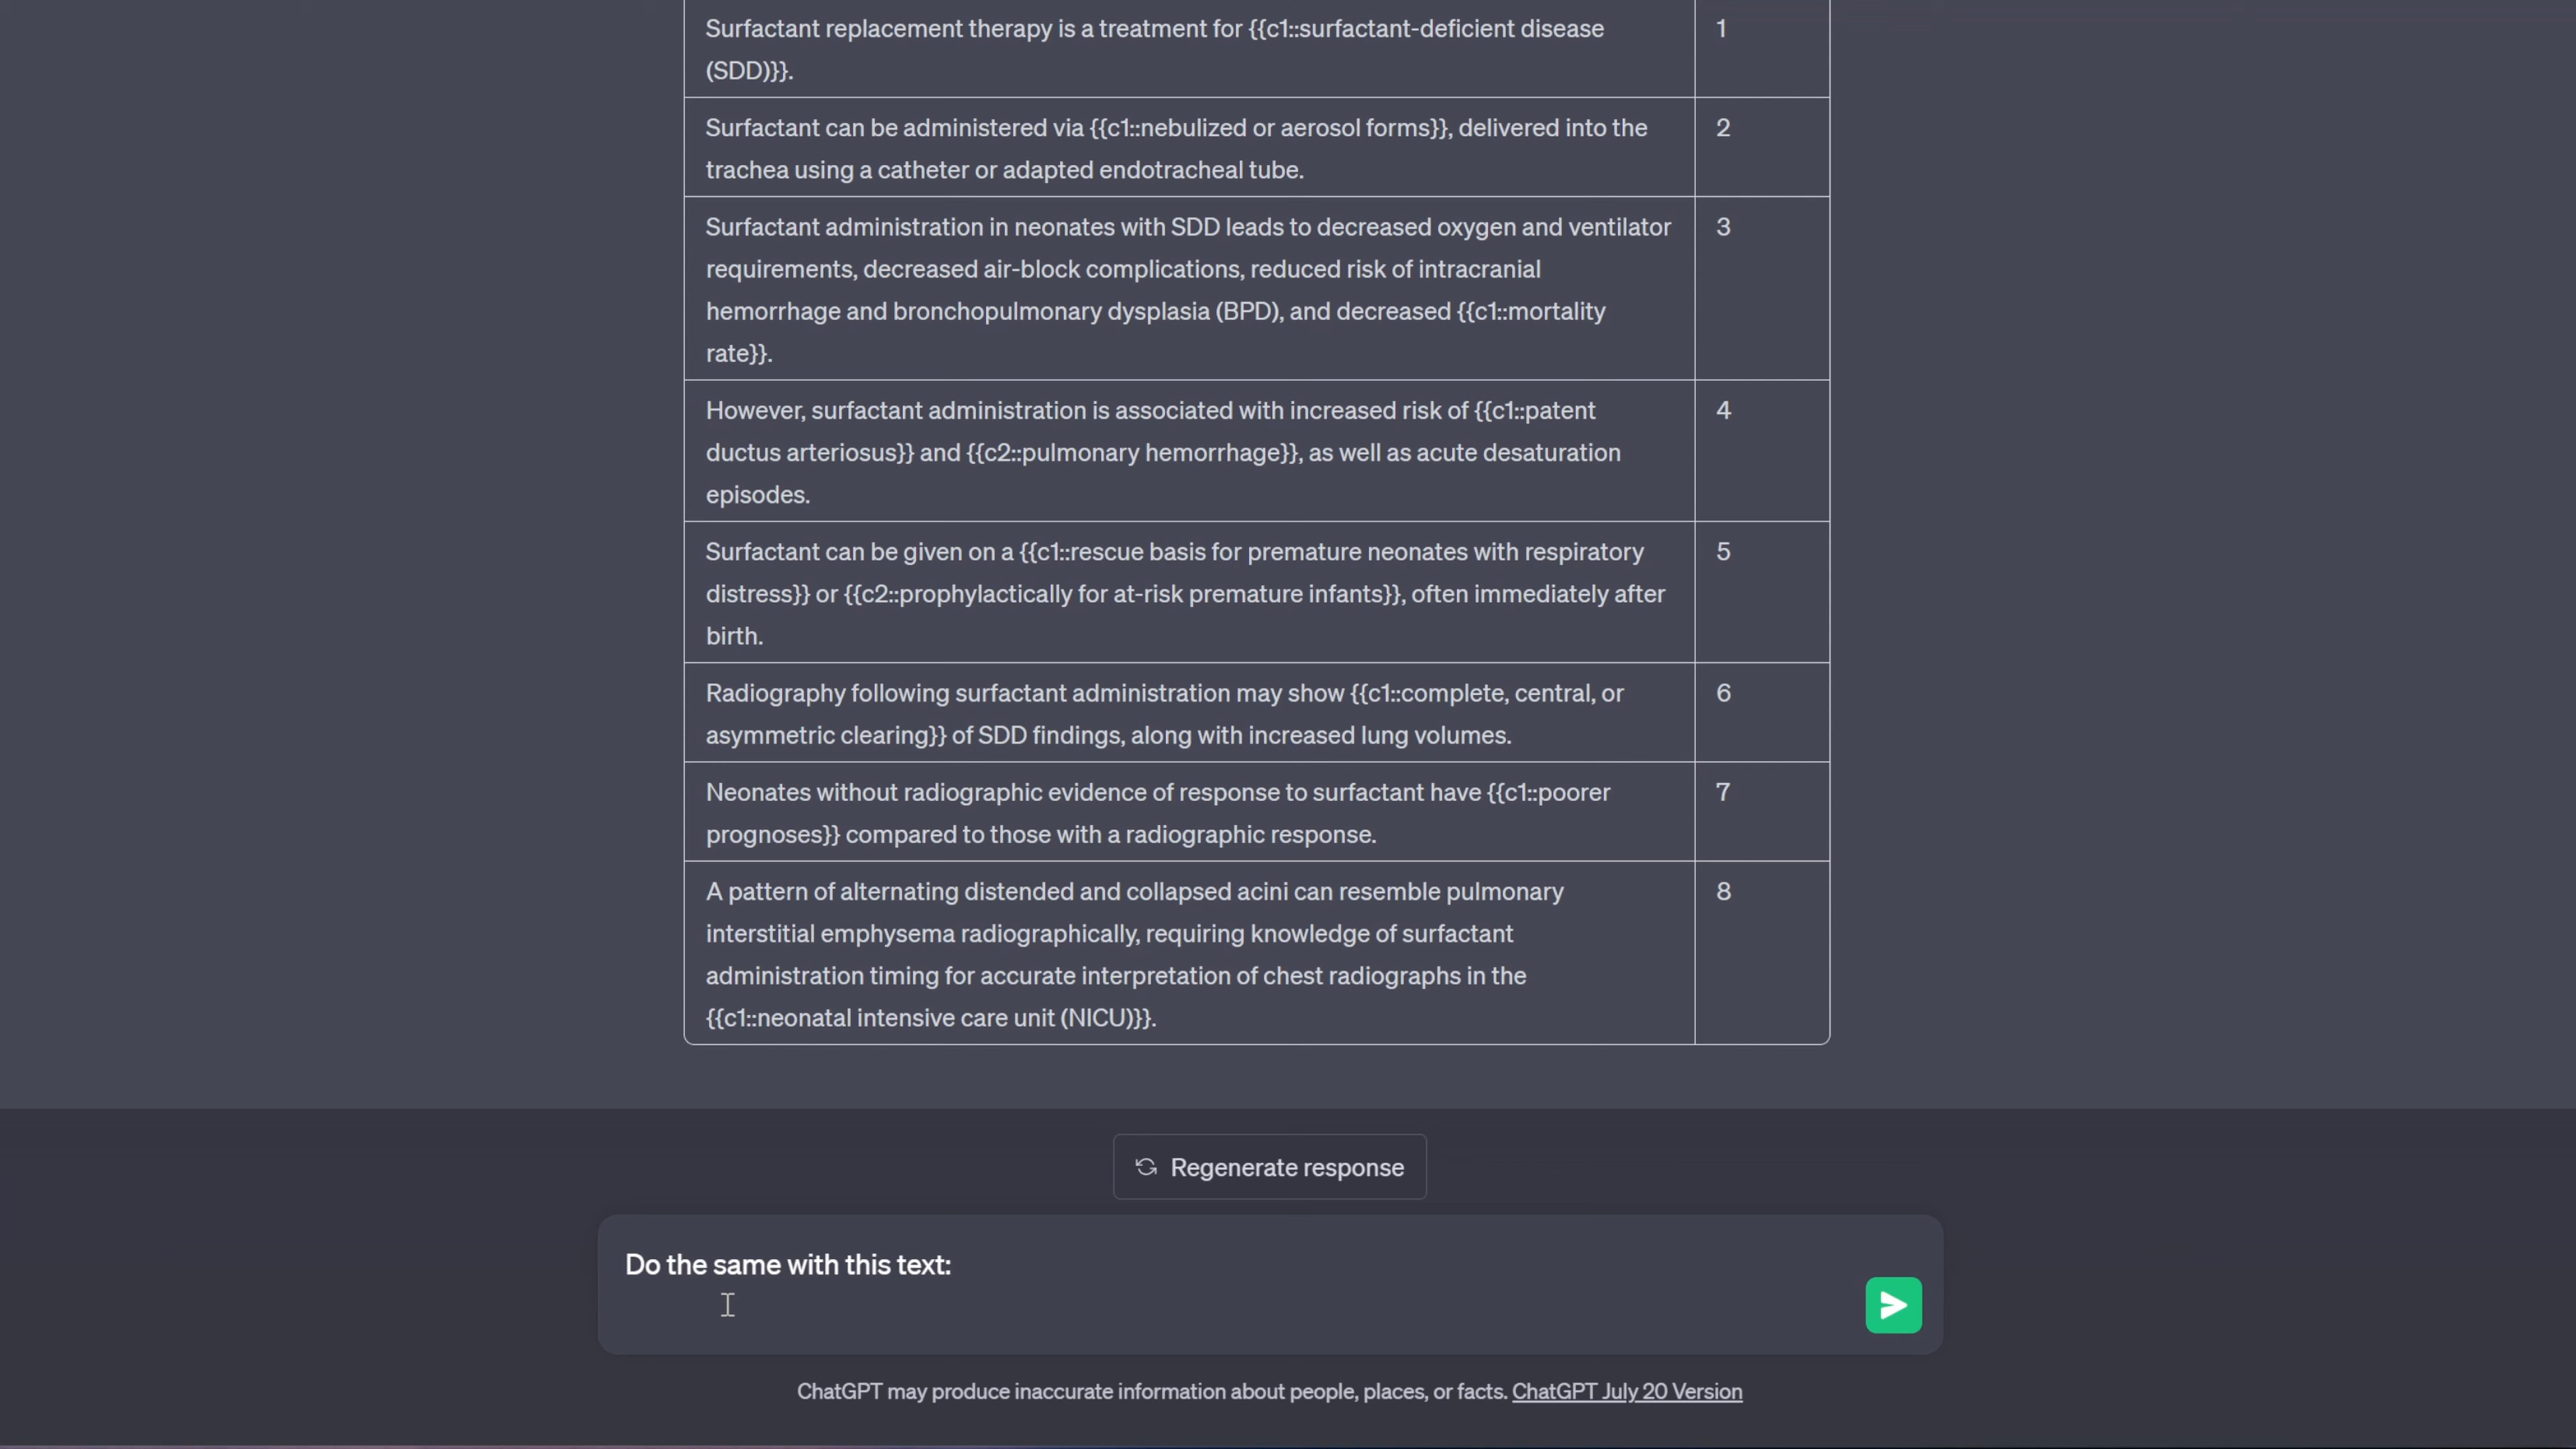 Surfactant replacement therapy is a treatment for {{c1::surfactant-deficient disease
(SDD)}}.
1
Surfactant can be administered via {{c1::nebulized or aerosol forms}}, delivered into the
trachea using a catheter or adapted endotracheal tube.
2
Surfactant administration in neonates with SDD leads to decreased oxygen and ventilator
requirements, decreased air-block complications, reduced risk of intracranial
hemorrhage and bronchopulmonary dysplasia (BPD), and decreased {{c1::mortality
rate}}.
3
However, surfactant administration is associated with increased risk of {{c1::patent
ductus arteriosus}} and {{c2::pulmonary hemorrhage}}, as well as acute desaturation
episodes.
4
Surfactant can be given on a {{c1::rescue basis for premature neonates with respiratory
distress}} or {{c2::prophylactically for at-risk premature infants}}, often immediately after
birth.
5
Radiography following surfactant administration may show {{c1::complete, central, or
asymmetric clearing}} of SDD findings, along with increased lung volumes.
6
Neonates without radiographic evidence of response to surfactant have {{c1::poorer
prognoses}} compared to those with a radiographic response.
7
A pattern of alternating distended and collapsed acini can resemble pulmonary
interstitial emphysema radiographically, requiring knowledge of surfactant
administration timing for accurate interpretation of chest radiographs in the
{{c1::neonatal intensive care unit (NICU)}}.
8
Regenerate response
Do the same with this text:
ChatGPT may produce inaccurate information about people, places, or facts. ChatGPT July 20 Version